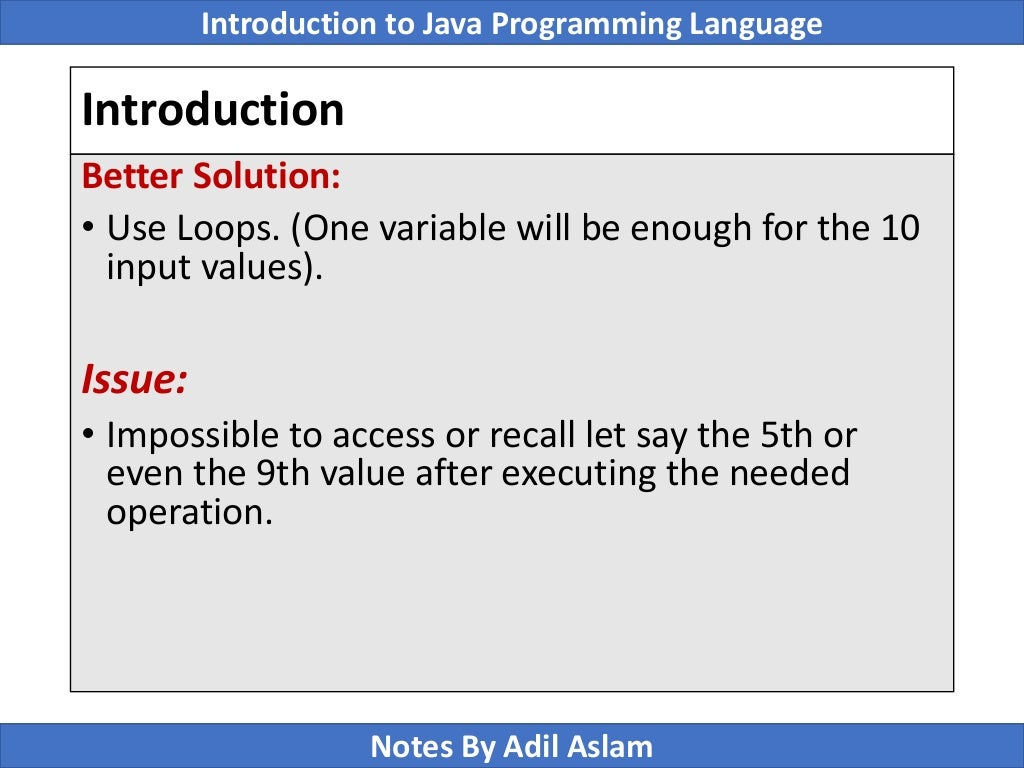 Introduction to Java Programming Language
Introduction
Better Solution:
• Use Loops. (One variable will be enough for the 10
input values).
Issue:
• Impossible to access or recall let say the 5th or
even the 9th value after executing the needed
operation.
Notes By Adil Aslam